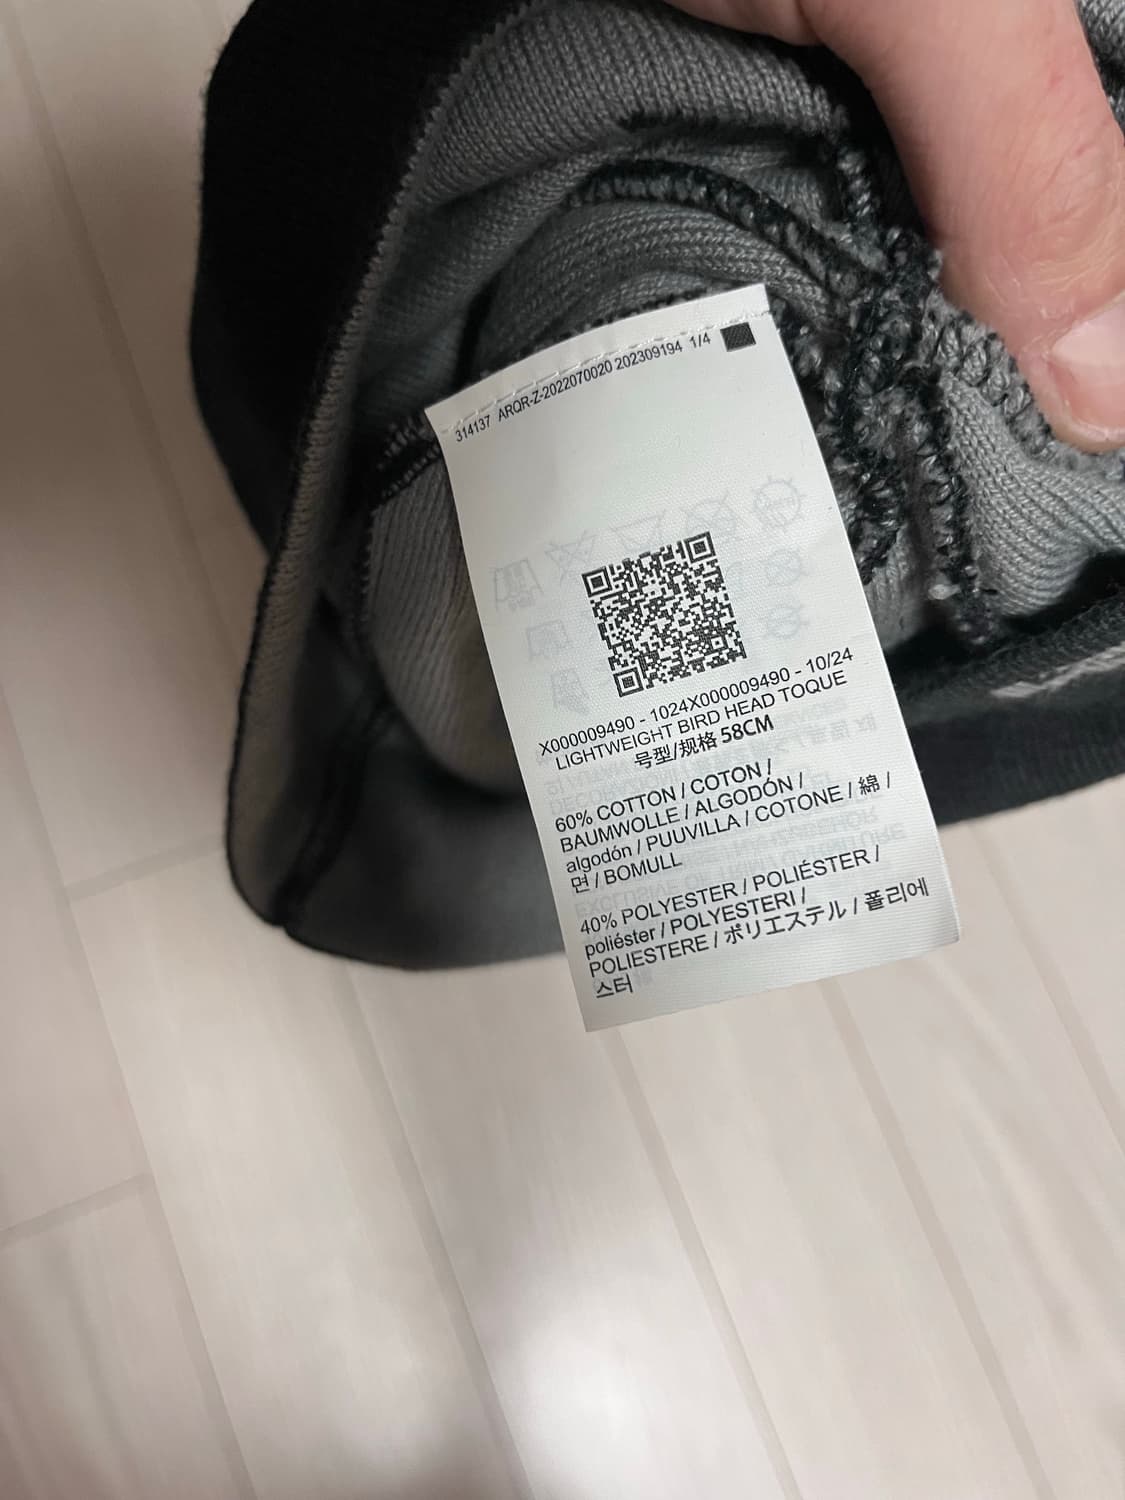 314137 ARQR-Z-2022070020 202309194 1/4
X000009490 - 1024X000009490 - 10/24
LIGHTWEIGHT BIRD HEAD TOQUE
号型/规格 58CM
60% COTTON / COTON /
BAUMWOLLE / ALGODÓN /
algodón / PUUVILLA / COTONE / 綿 /
면 / BOMULL
40% POLYESTER / POLIÉSTER /
poliéster / POLYESTERI /
POLIESTERE / ポリエステル / 폴리에
스터